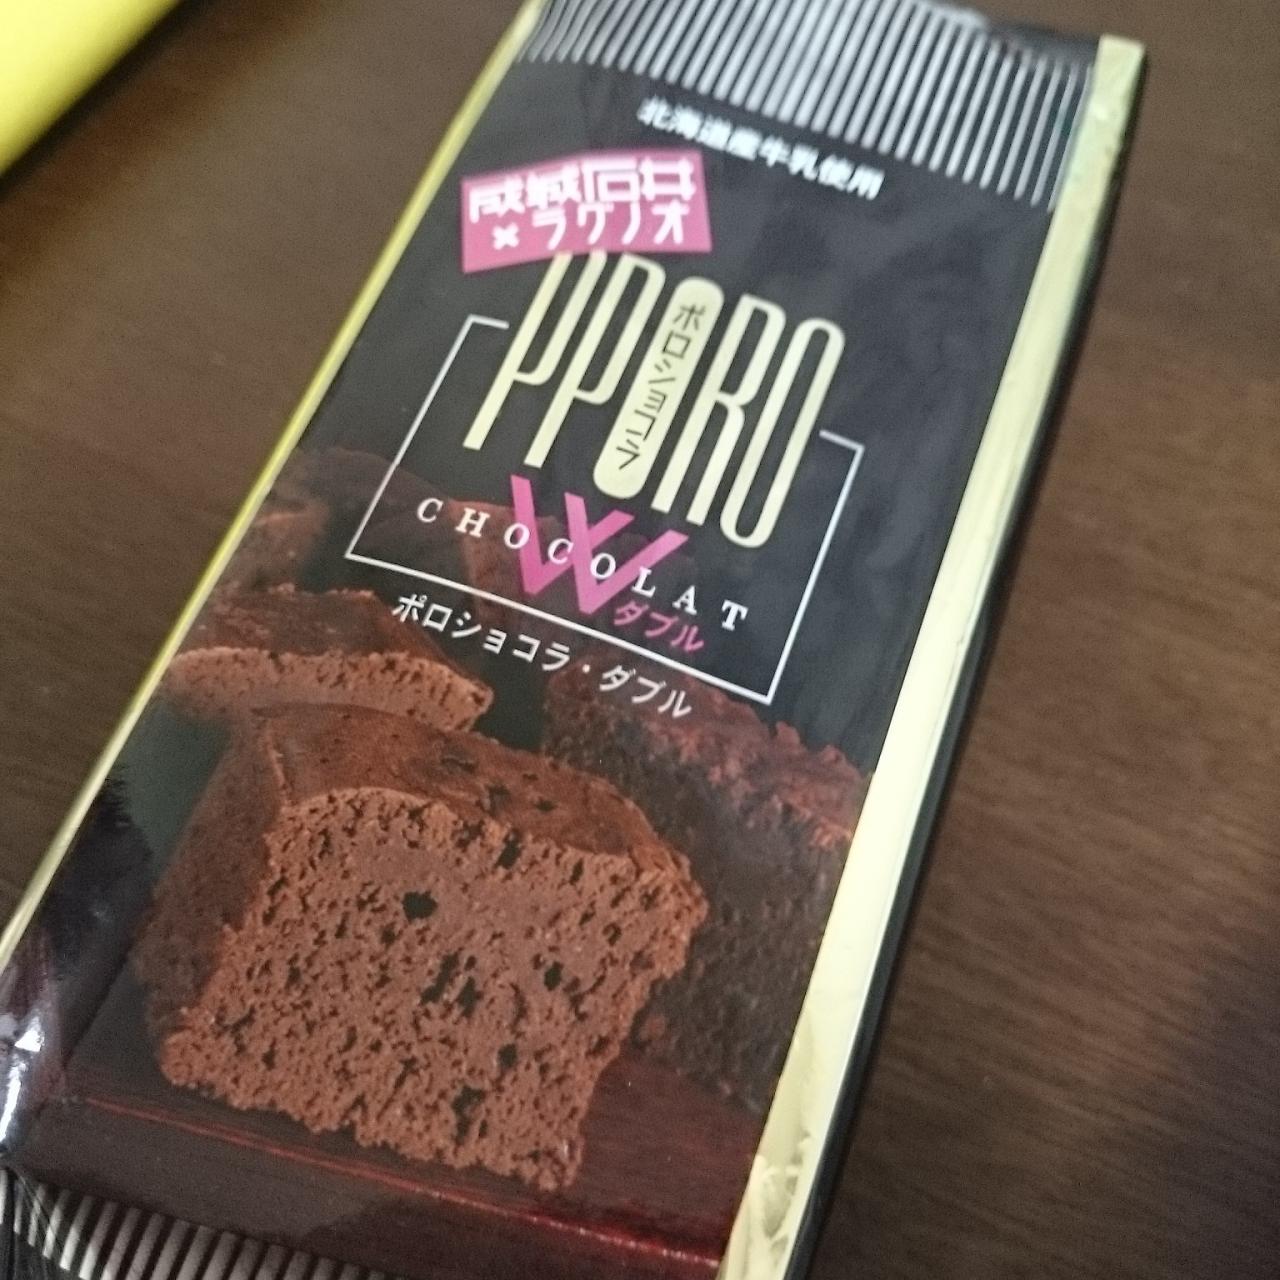 北海道産牛乳使用
成城石井
×ラグノオ
PPORO
ポロショコラ
CHOCOLAT
W
ダブル
ポロショコラ・ダブル